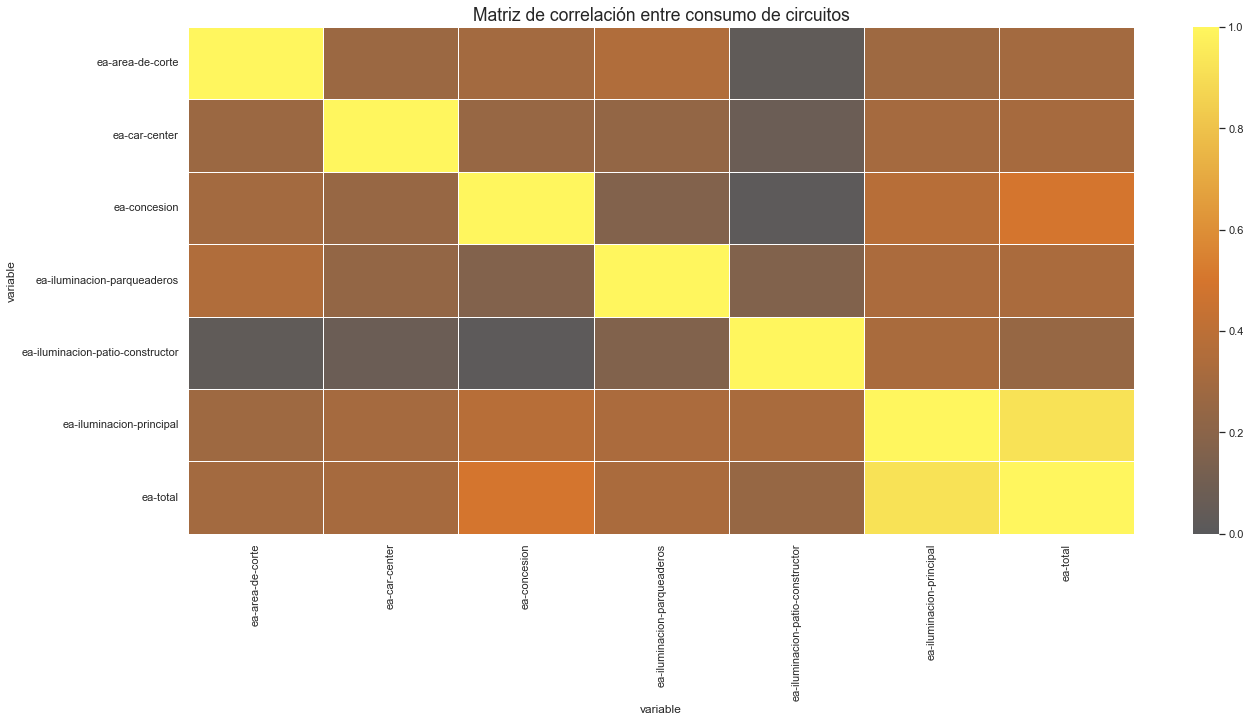 Matriz de correlación entre consumo de circuitos
variable
ea-area-de-corte
ea-car-center
ea-concesion
ea-iluminacion-parqueaderos
ea-iluminacion-patio-constructor
ea-iluminacion-principal
ea-total
ea-area-de-corte
ea-car-center
ea-concesion
ea-iluminacion-parqueaderos
ea-iluminacion-patio-constructor
ea-iluminacion-principal
ea-total
variable
1.0
0.8
0.6
0.4
0.2
0.0